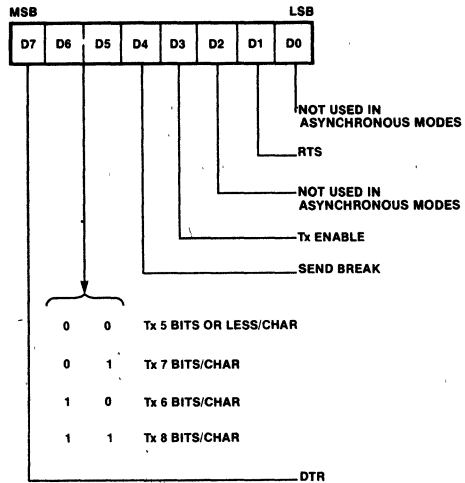 MSB LSB
D7 D6 D5 D4 D3 D2 D1 D0
NOT USED IN
ASYNCHRONOUS MODES
RTS
NOT USED IN
ASYNCHRONOUS MODES
Tx ENABLE
SEND BREAK
0 0 Tx 5 BITS OR LESS/CHAR
0 1 Tx 7 BITS/CHAR
1 0 Tx 6 BITS/CHAR
1 1 Tx 8 BITS/CHAR
DTR